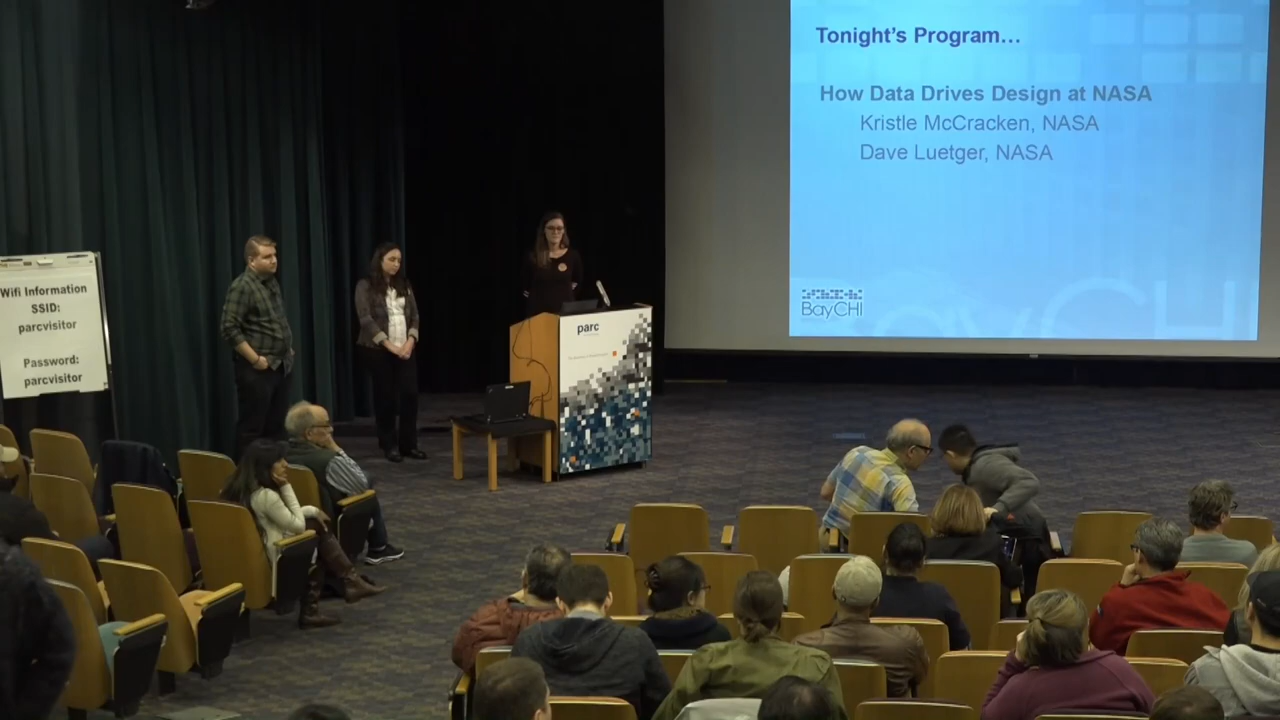 Tonight's Program…
How Data Drives Design at NASA
Kristle McCracken, NASA
Dave Luetger, NASA
BayCHI
Wifi Information
SSID:
parcvisitor
Password:
parcvisitor
parc